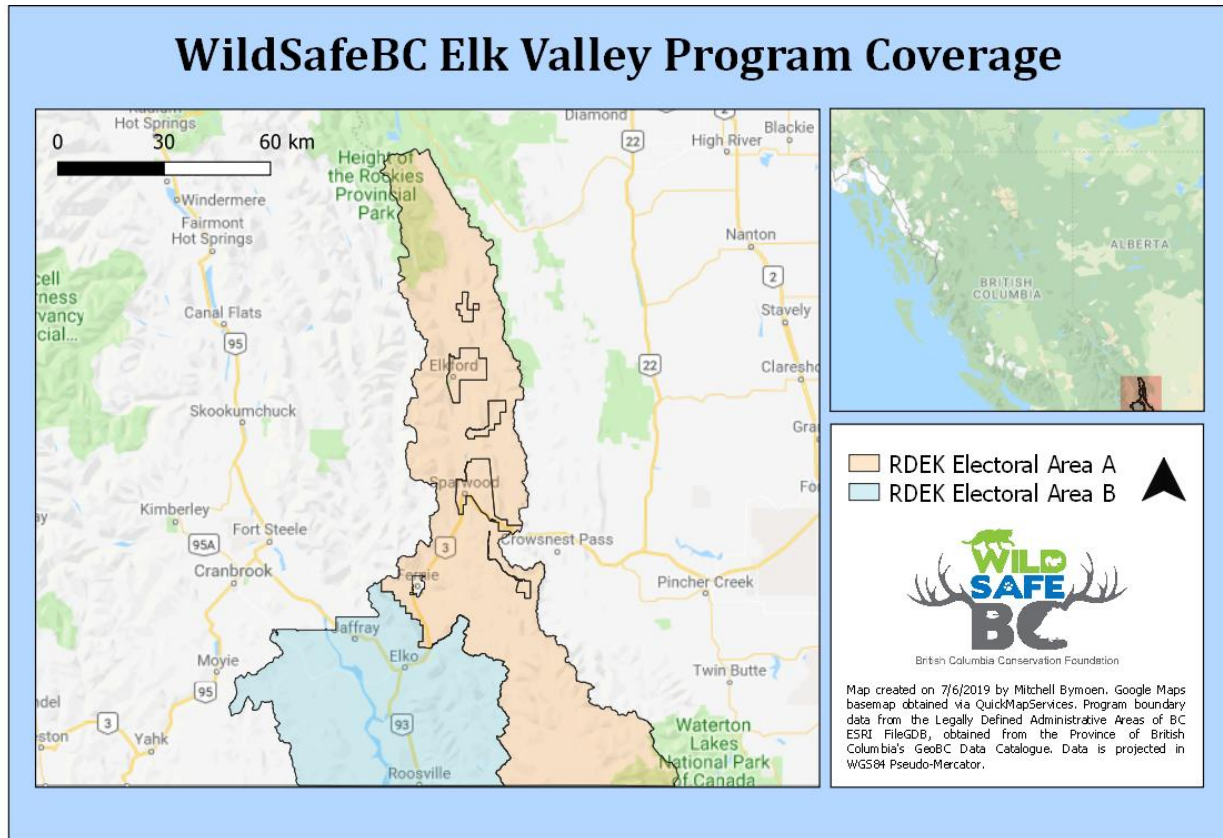 WildSafeBC Elk Valley Program Coverage
0 30 60 km
Hot Springs
Windermere
Fairmont
Hot Springs
Height of
the Rockies
Provincial
Park
Diamond
22
High River
Blackie
Nanton
2
Stavely
Claresho
22
Canal Flats
95
Elkford
Skookumchuck
Sparwood
Kimberley
Fort Steele
95A
Cranbrook
3
Crowsnest Pass
Pincher Creek
Fernie
Jaffray
Elko
Moyie
95
93
Twin Butte
3
Yahk
Roosville
Waterton
Lakes
National Park
of Canada
ALBERTA
BRITISH
COLUMBIA
RDEK Electoral Area A
RDEK Electoral Area B
WILD
SAFE
BC
British Columbia Conservation Foundation
Map created on 7/6/2019 by Mitchell Bymoen. Google Maps
basemap obtained via QuickMapServices. Program boundary
data from the Legally Defined Administrative Areas of BC
ESRI FileGDB, obtained from the Province of British
Columbia's GeoBC Data Catalogue. Data is projected in
WGS84 Pseudo-Mercator.